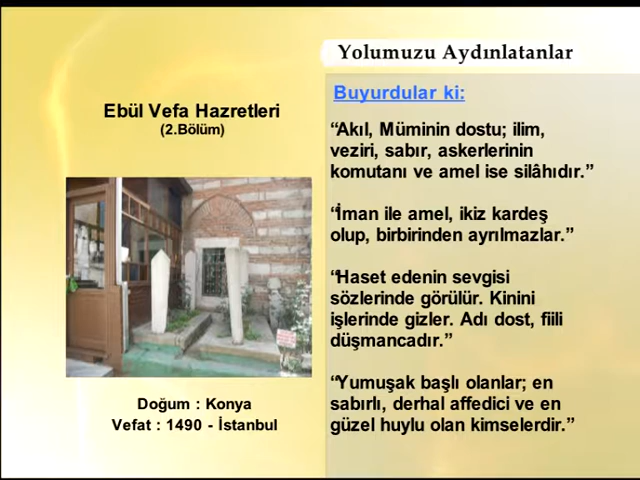 Yolumuzu Aydınlatanlar
Ebül Vefa Hazretleri
(2.Bölüm)
Doğum : Konya
Vefat : 1490 - İstanbul
Buyurdular ki:
“Akıl, Müminin dostu; ilim,
veziri, sabır, askerlerinin
komutanı ve amel ise silâhıdır.”
“İman ile amel, ikiz kardeş
olup, birbirinden ayrılmazlar.”
“Haset edenin sevgisi
sözlerinde görülür. Kinini
işlerinde gizler. Adı dost, fiili
düşmancadır.”
“Yumuşak başlı olanlar; en
sabırlı, derhal affedici ve en
güzel huylu olan kimselerdir.”